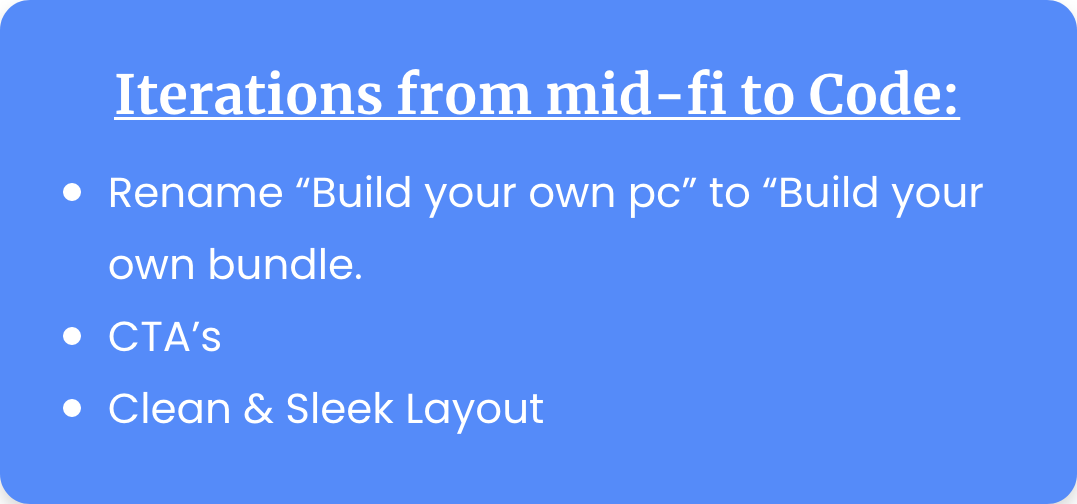 Iterations from mid-fi to Code:
• Rename “Build your own pc” to “Build your
own bundle.
• CTA’s
• Clean & Sleek Layout